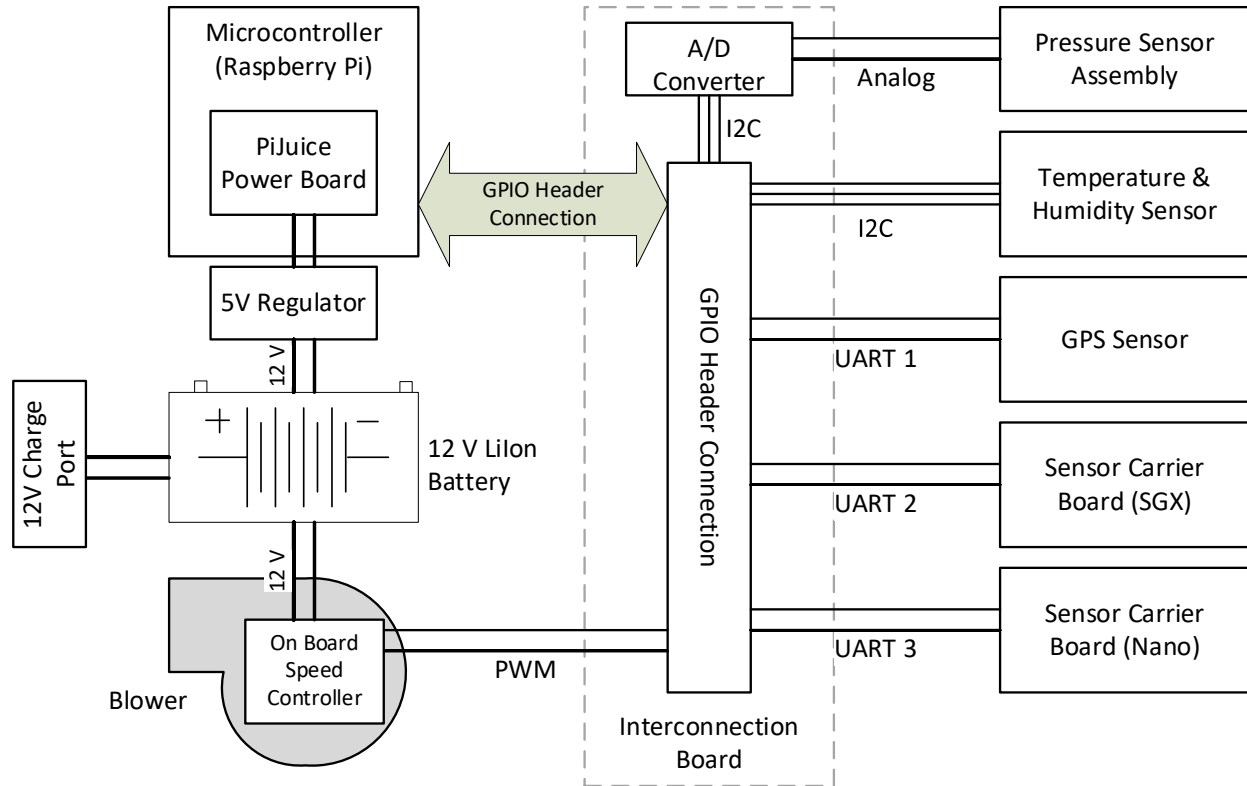 Microcontroller
(Raspberry Pi)
PiJuice
Power Board
5V Regulator
12 V
12V Charge
Port
+
–
12 V LiIon
Battery
12 V
On Board
Speed
Controller
Blower
PWM
GPIO Header
Connection
A/D
Converter
I2C
GPIO Header Connection
Interconnection
Board
Analog
I2C
UART 1
UART 2
UART 3
Pressure Sensor
Assembly
Temperature &
Humidity Sensor
GPS Sensor
Sensor Carrier
Board (SGX)
Sensor Carrier
Board (Nano)